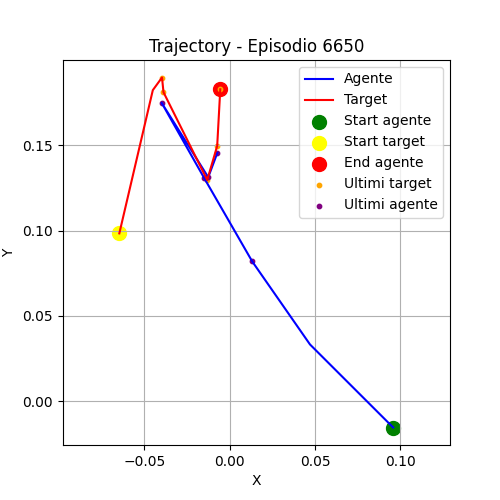 Trajectory - Episodio 6650
Agente
Target
Start agente
Start target
End agente
Ultimi target
Ultimi agente
0.15
0.10
0.05
0.00
Y
−0.05
0.00
0.05
0.10
X